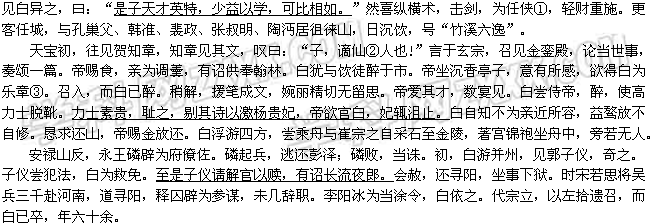 见白异之，曰：“是子天才英特，少益以学，可比相如。”然喜纵横术，击剑，为任侠①，轻财重施。更
客任城，与孔巢父、韩准、裴政、张叔明、陶沔居徂徕山，日沉饮，号“竹溪六逸”。
天宝初，往见贺知章，知章见其文，叹曰：“子，谪仙②人也！”言于玄宗，召见金銮殿，论当世事，
奏颂一篇。帝赐食，亲为调羹，有诏供奉翰林。白犹与饮徒醉于市。帝坐沉香亭子，意有所感，欲得白为
乐章③。召人，而白已醉。稍解，援笔成文，婉丽精切无留思。帝爱其才，数宴见。白尝侍帝，醉，使高
力士脱靴。力士素贵，耻之，剔其诗以激杨贵妃，帝欲官白，妃辄沮止。白自知不为亲近所容，益骜放不
自修。恳求还山，帝赐金放还。白浮游四方，尝乘舟与崔宗之自采石至金陵，著宫锦袍坐舟中，旁若无人。
安禄山反，永王磷辟为府僚佐。磷起兵，逃还彭泽；磷败，当诛。初，白游并州，见郭子仪，奇之。
子仪尝犯法，白为救免。至是子仪请解官以赎，有诏长流夜郎。会赦，还寻阳，坐事下狱。时宋若思将吴
兵三千赴河南，道寻阳，释囚辟为参谋，未几辞职。李阳冰为当涂令，白依之。代宗立，以左拾遗召，而
白已卒，年六十余。